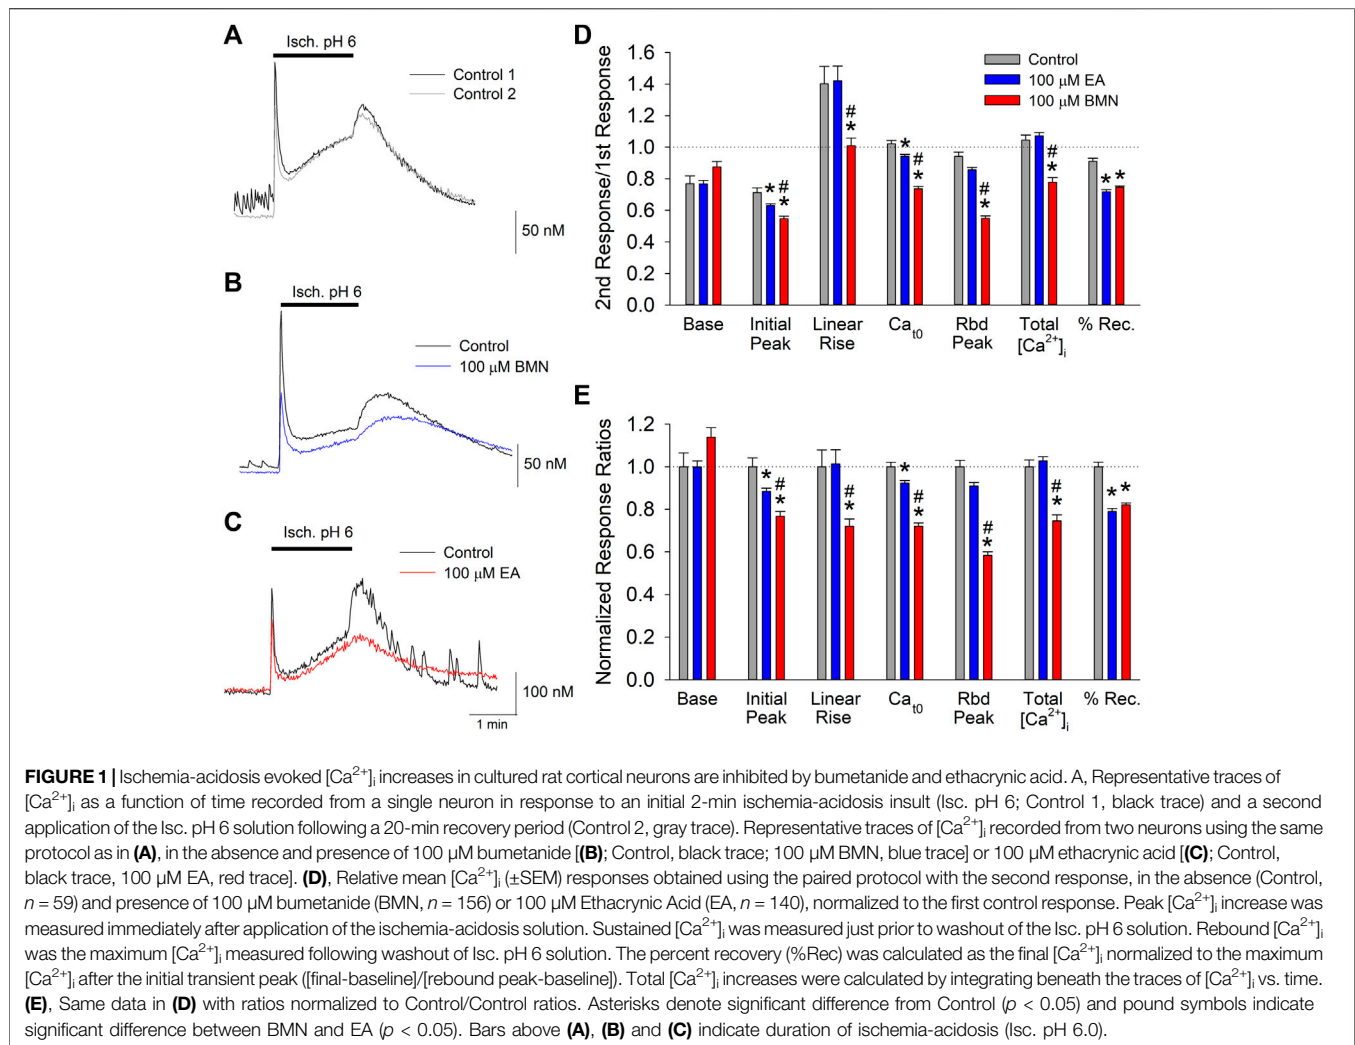 A
Isch. pH 6
Control 1
Control 2
50 nM
B
Isch. pH 6
Control
100 μM BMN
50 nM
C
Isch. pH 6
Control
100 μM EA
100 nM
1 min
D
2nd Response/1st Response
1.6
1.4
1.2
1.0
0.8
0.6
0.4
0.2
0.0
Control
100 μM EA
100 μM BMN
* # * # * * # * # * # * * *
Base Initial Peak Linear Rise Ca t0 Rbd Peak Total [Ca2+]i % Rec.
E
Normalized Response Ratios
1.2
1.0
0.8
0.6
0.4
0.2
0.0
* # * # * * # * # * # * * *
Base Initial Peak Linear Rise Ca t0 Rbd Peak Total [Ca2+]i % Rec.
FIGURE 1 | Ischemia-acidosis evoked [Ca2+]i increases in cultured rat cortical neurons are inhibited by bumetanide and ethacrynic acid. A, Representative traces of
[Ca2+]i as a function of time recorded from a single neuron in response to an initial 2-min ischemia-acidosis insult (Isc. pH 6; Control 1, black trace) and a second
application of the Isc. pH 6 solution following a 20-min recovery period (Control 2, gray trace). Representative traces of [Ca2+]i recorded from two neurons using the same
protocol as in (A), in the absence and presence of 100 μM bumetanide [(B); Control, black trace; 100 μM BMN, blue trace] or 100 μM ethacrynic acid [(C); Control,
black trace, 100 μM EA, red trace]. (D), Relative mean [Ca2+]i (±SEM) responses obtained using the paired protocol with the second response, in the absence (Control,
n = 59) and presence of 100 μM bumetanide (BMN, n = 156) or 100 μM Ethacrynic Acid (EA, n = 140), normalized to the first control response. Peak [Ca2+]i increase was
measured immediately after application of the ischemia-acidosis solution. Sustained [Ca2+]i was measured just prior to washout of the Isc. pH 6 solution. Rebound [Ca2+]i
was the maximum [Ca2+]i measured following washout of Isc. pH 6 solution. The percent recovery (%Rec) was calculated as the final [Ca2+]i normalized to the maximum
[Ca2+]i after the initial transient peak ([final-baseline]/[rebound peak-baseline]). Total [Ca2+]i increases were calculated by integrating beneath the traces of [Ca2+]i vs. time.
(E), Same data in (D) with ratios normalized to Control/Control ratios. Asterisks denote significant difference from Control (p < 0.05) and pound symbols indicate
significant difference between BMN and EA (p < 0.05). Bars above (A), (B) and (C) indicate duration of ischemia-acidosis (Isc. pH 6.0).